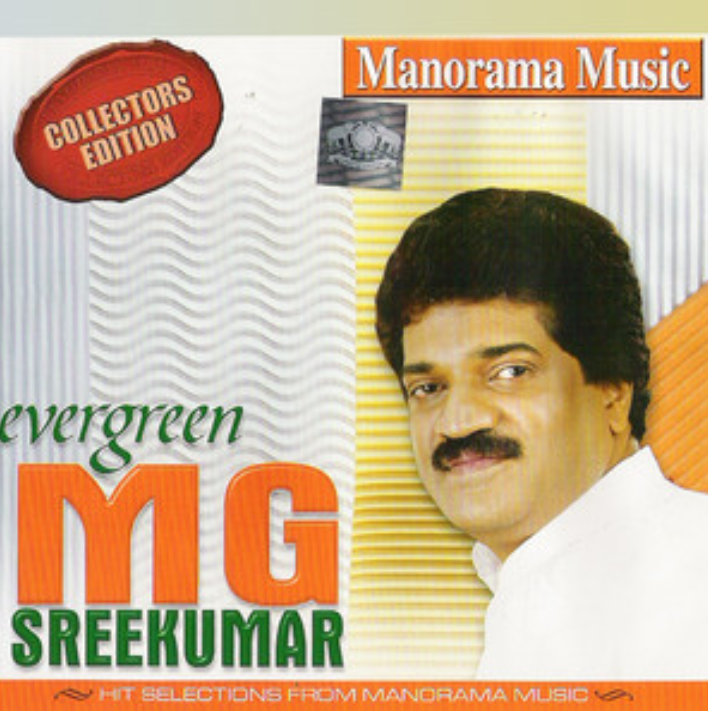 Manorama Music
COLLECTORS
EDITION
evergreen
MG
SREEKUMAR
HIT SELECTIONS FROM MANORAMA MUSIC